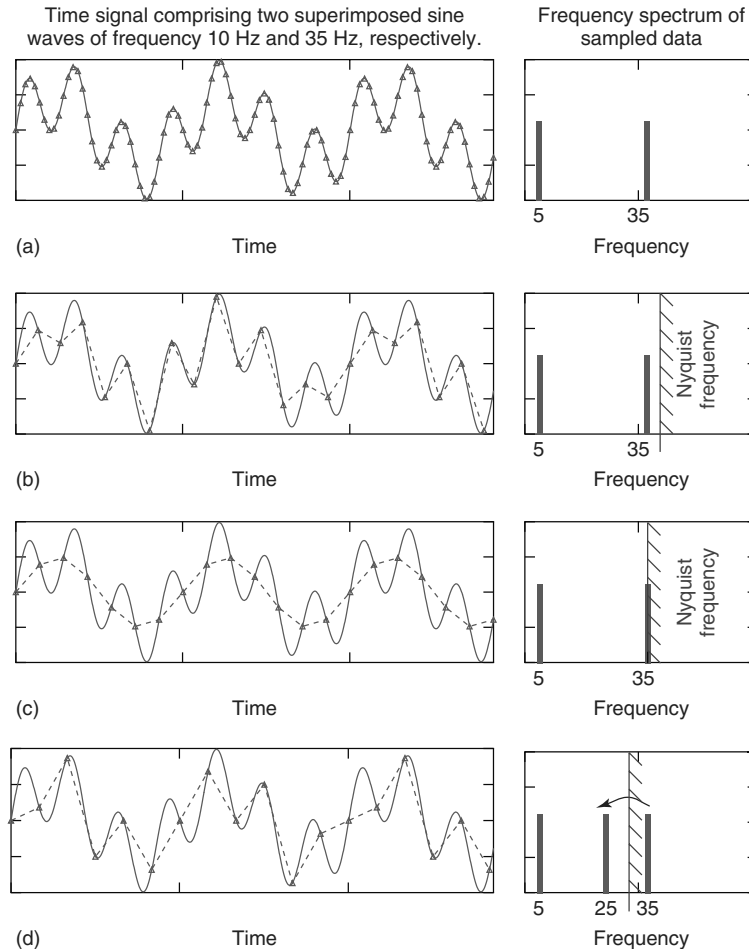 Time signal comprising two superimposed sine
waves of frequency 10 Hz and 35 Hz, respectively.
Frequency spectrum of
sampled data
5
35
(a)
Time
Frequency
Nyquist
frequency
5
35
(b)
Time
Frequency
Nyquist
frequency
5
35
(c)
Time
Frequency
5
25
35
(d)
Time
Frequency